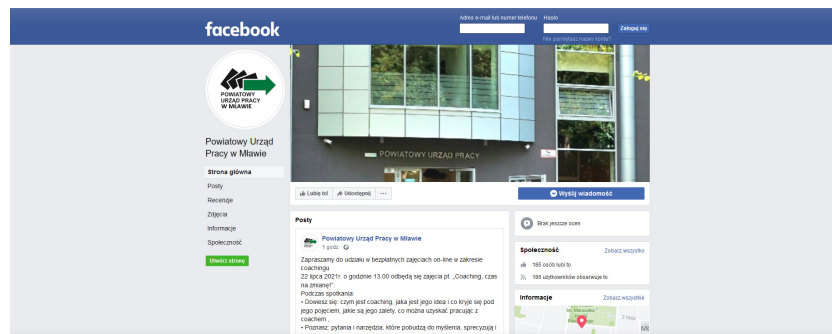 facebook
Adres e-mail lub numer telefonu
Hasło
Zaloguj się
Nie pamiętasz nazwy konta?
POWIATOWY
URZĄD PRACY
W MŁAWIE
Powiatowy Urząd
Pracy w Mławie
Strona główna
Posty
Recenzje
Zdjęcia
Informacje
Społeczność
Utwórz stronę
POWIATOWY URZĄD PRACY
Lubię to!
Udostępnij
Wyślij wiadomość
Posty
Powiatowy Urząd Pracy w Mławie
1 godz.
Zapraszamy do udziału w bezpłatnych zajęciach on-line w zakresie
coachingu
22 lipca 2021r. o godzinie 13.00 odbędą się zajęcia pt. „Coaching, czas
na zmianę!”.
Podczas spotkania:
• Dowiesz się: czym jest coaching, jaka jest jego idea i co kryje się pod
jego pojęciem, jakie są jego zalety, co można uzyskać pracując z
coachem ,
• Poznasz: pytania i narzędzia, które pobudzą do myślenia, sprecyzują i
Brak jeszcze ocen
Społeczność
Zobacz wszystko
185 osób lubi to
186 użytkowników obserwuje to
Informacje
Zobacz wszystkie